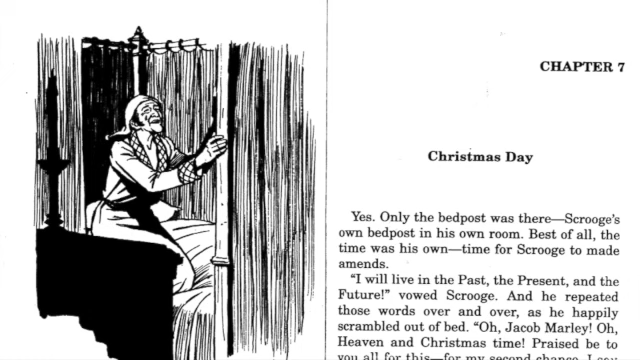 CHAPTER 7
Christmas Day
Yes. Only the bedpost was there—Scrooge's
own bedpost in his own room. Best of all, the
time was his own—time for Scrooge to made
amends.
"I will live in the Past, the Present, and the
Future!" vowed Scrooge. And he repeated
those words over and over, as he happily
scrambled out of bed. "Oh, Jacob Marley! Oh,
Heaven and Christmas time! Praised be to
you all for this—for my second chance. I say